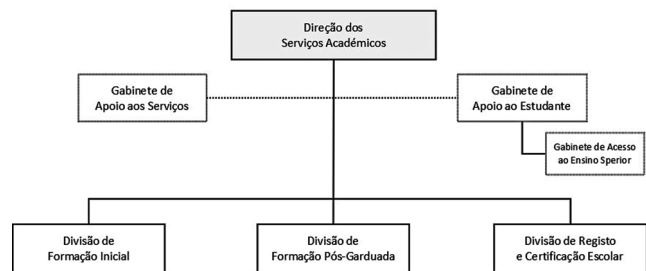 Direção dos
Serviços Académicos
Gabinete de
Apoio aos Serviços
Gabinete de
Apoio ao Estudante
Gabinete de Acesso
ao Ensino Sperior
Divisão de
Formação Inicial
Divisão de
Formação Pós-Garduada
Divisão de Registo
e Certificação Escolar